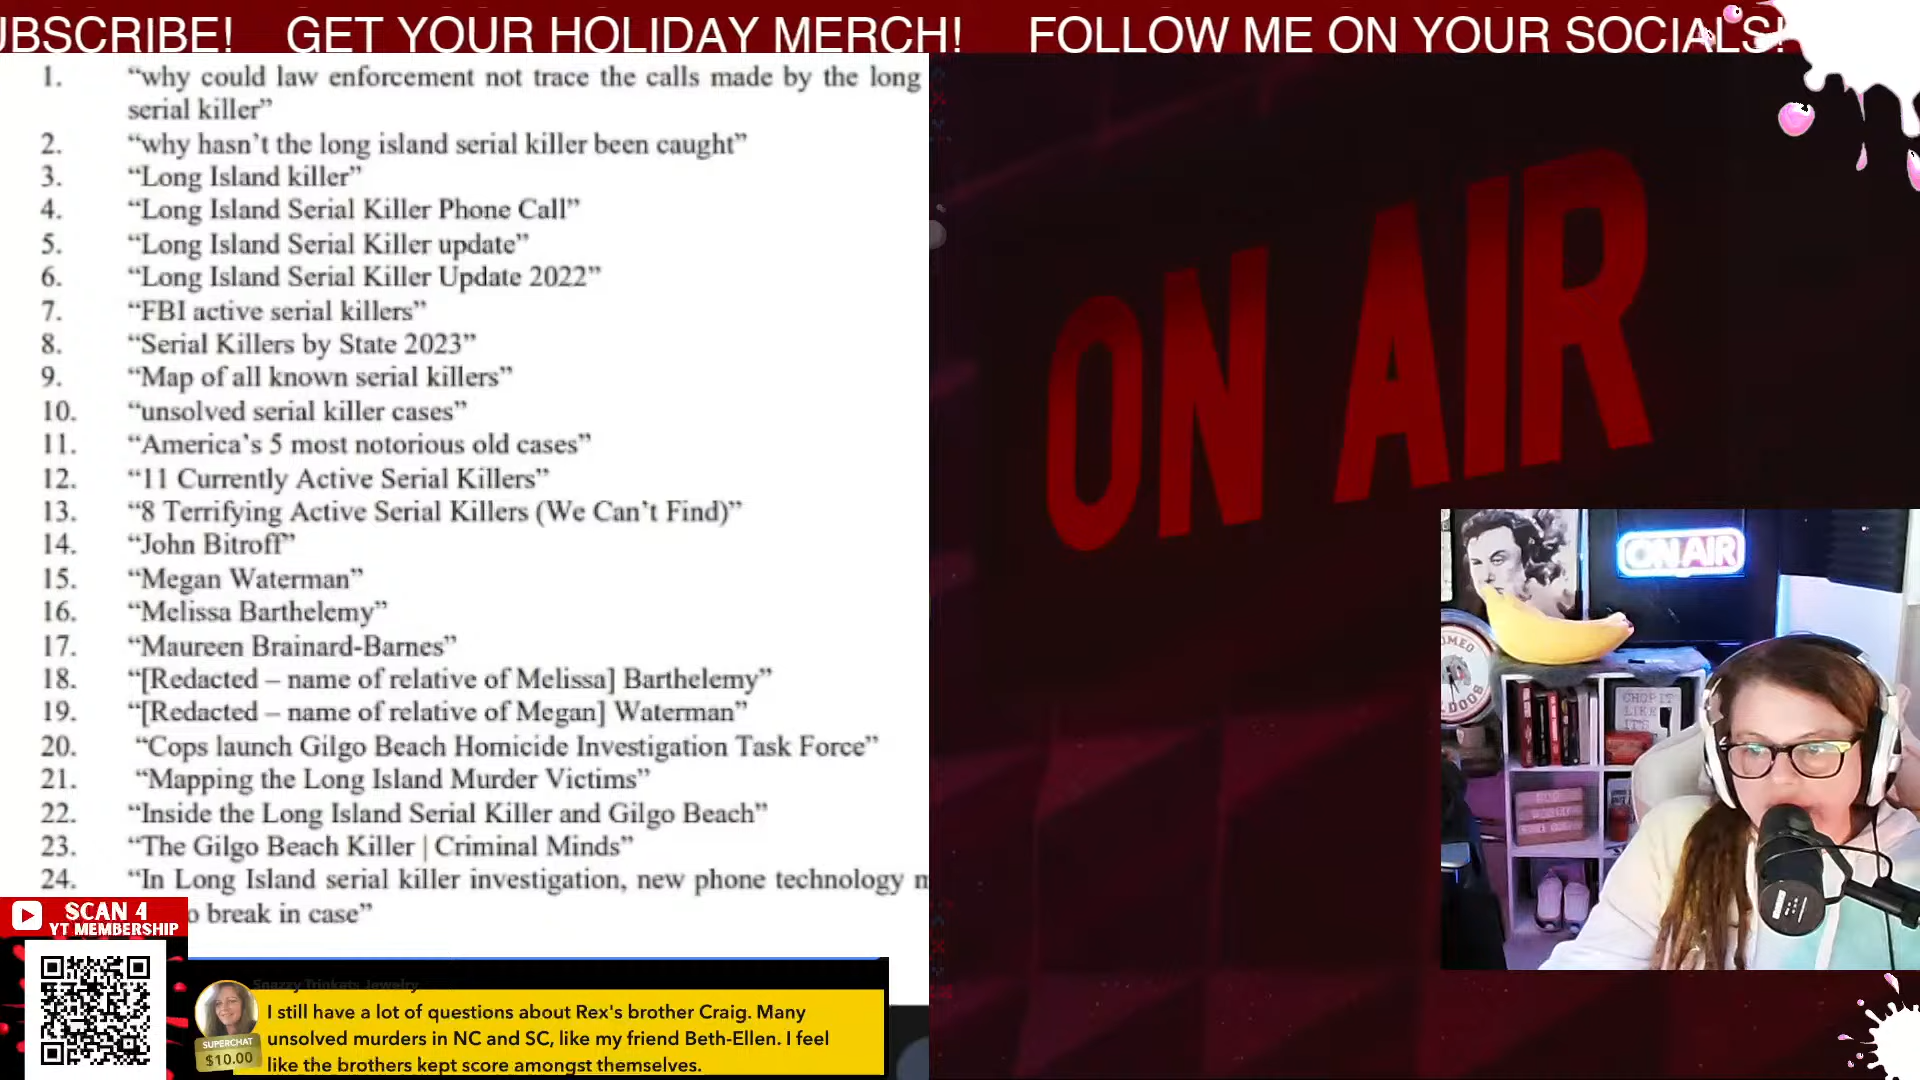 UBSCRIBE! GET YOUR HOLIDAY MERCH! FOLLOW ME ON YOUR SOCIALS!
1. “why could law enforcement not trace the calls made by the long
serial killer”
2. “why hasn’t the long island serial killer been caught”
3. “Long Island killer”
4. “Long Island Serial Killer Phone Call”
5. “Long Island Serial Killer update”
6. “Long Island Serial Killer Update 2022”
7. “FBI active serial killers”
8. “Serial Killers by State 2023”
9. “Map of all known serial killers”
10. “unsolved serial killer cases”
11. “America’s 5 most notorious old cases”
12. “11 Currently Active Serial Killers”
13. “8 Terrifying Active Serial Killers (We Can’t Find)”
14. “John Bitroff”
15. “Megan Waterman”
16. “Melissa Barthelemy”
17. “Maureen Brainard-Barnes”
18. “[Redacted – name of relative of Melissa] Barthelemy”
19. “[Redacted – name of relative of Megan] Waterman”
20. “Cops launch Gilgo Beach Homicide Investigation Task Force”
21. “Mapping the Long Island Murder Victims”
22. “Inside the Long Island Serial Killer and Gilgo Beach”
23. “The Gilgo Beach Killer | Criminal Minds”
24. “In Long Island serial killer investigation, new phone technology m
o break in case”
SCAN 4
YT MEMBERSHIP
Snazzy Trinkets Jewelry
I still have a lot of questions about Rex's brother Craig. Many
unsolved murders in NC and SC, like my friend Beth-Ellen. I feel
like the brothers kept score amongst themselves.
SUPERCHAT
$10.00
ON AIR
ON AIR
CHOP IT
LIKE
IT'S